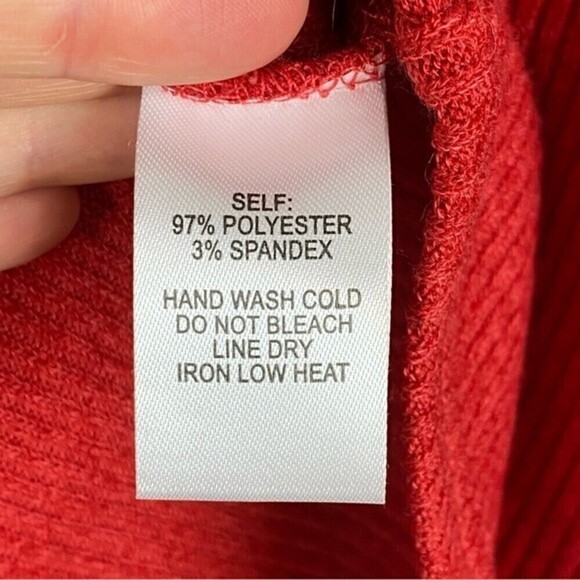 SELF:
97% POLYESTER
3% SPANDEX
HAND WASH COLD
DO NOT BLEACH
LINE DRY
IRON LOW HEAT